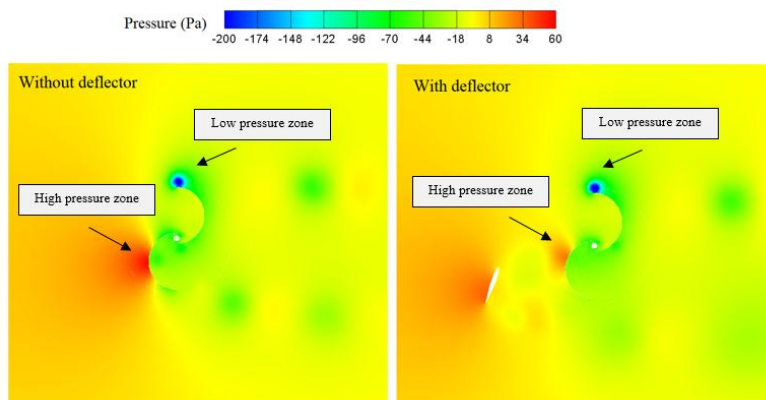 Pressure (Pa)
-200 -174 -148 -122 -96 -70 -44 -18 8 34 60
Without deflector
Low pressure zone
High pressure zone
With deflector
Low pressure zone
High pressure zone